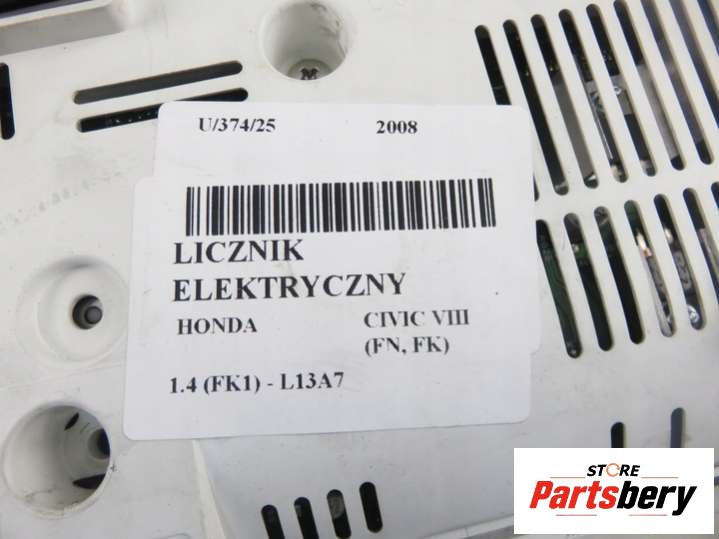 U/374/25 2008
LICZNIK
ELEKTRYCZNY
HONDA CIVIC VIII
(FN, FK)
1.4 (FK1) - L13A7
STORE
Partsbery